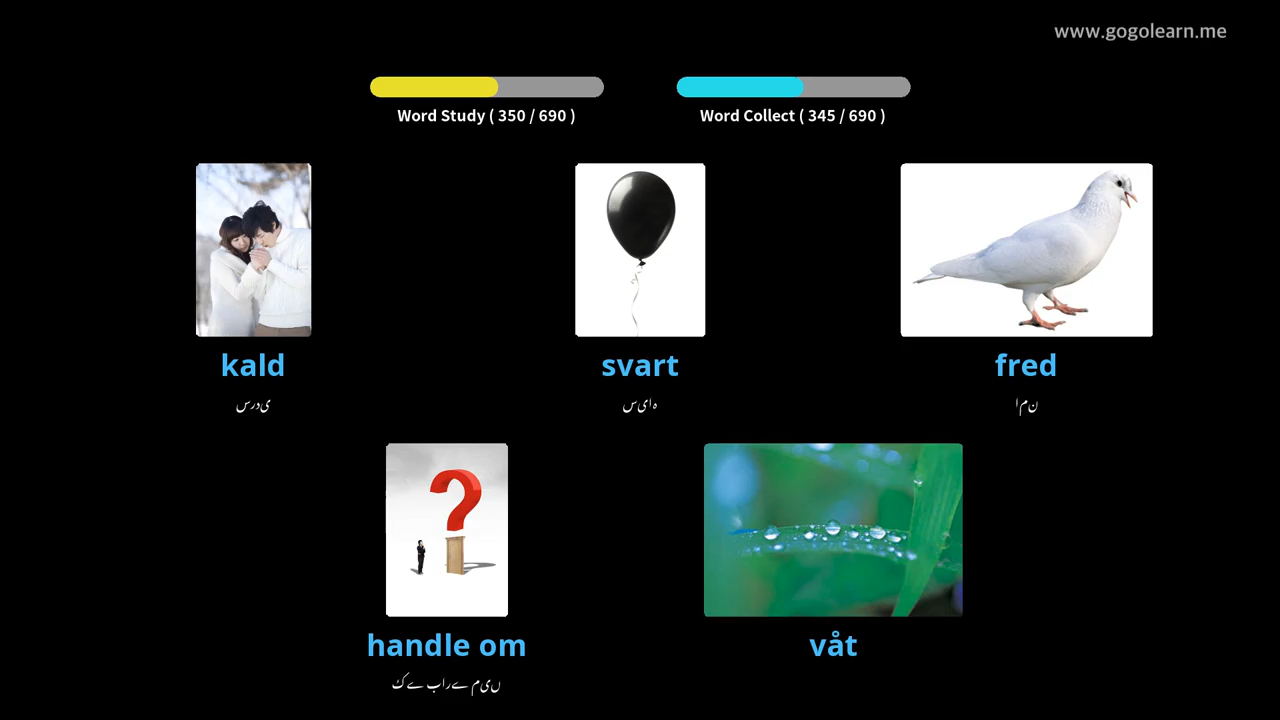 www.gogolearn.me
Word Study ( 350 / 690 )
Word Collect ( 345 / 690 )
kald
svart
fred
سردی
سیاہ
امن
handle om
våt
کے بارے میں